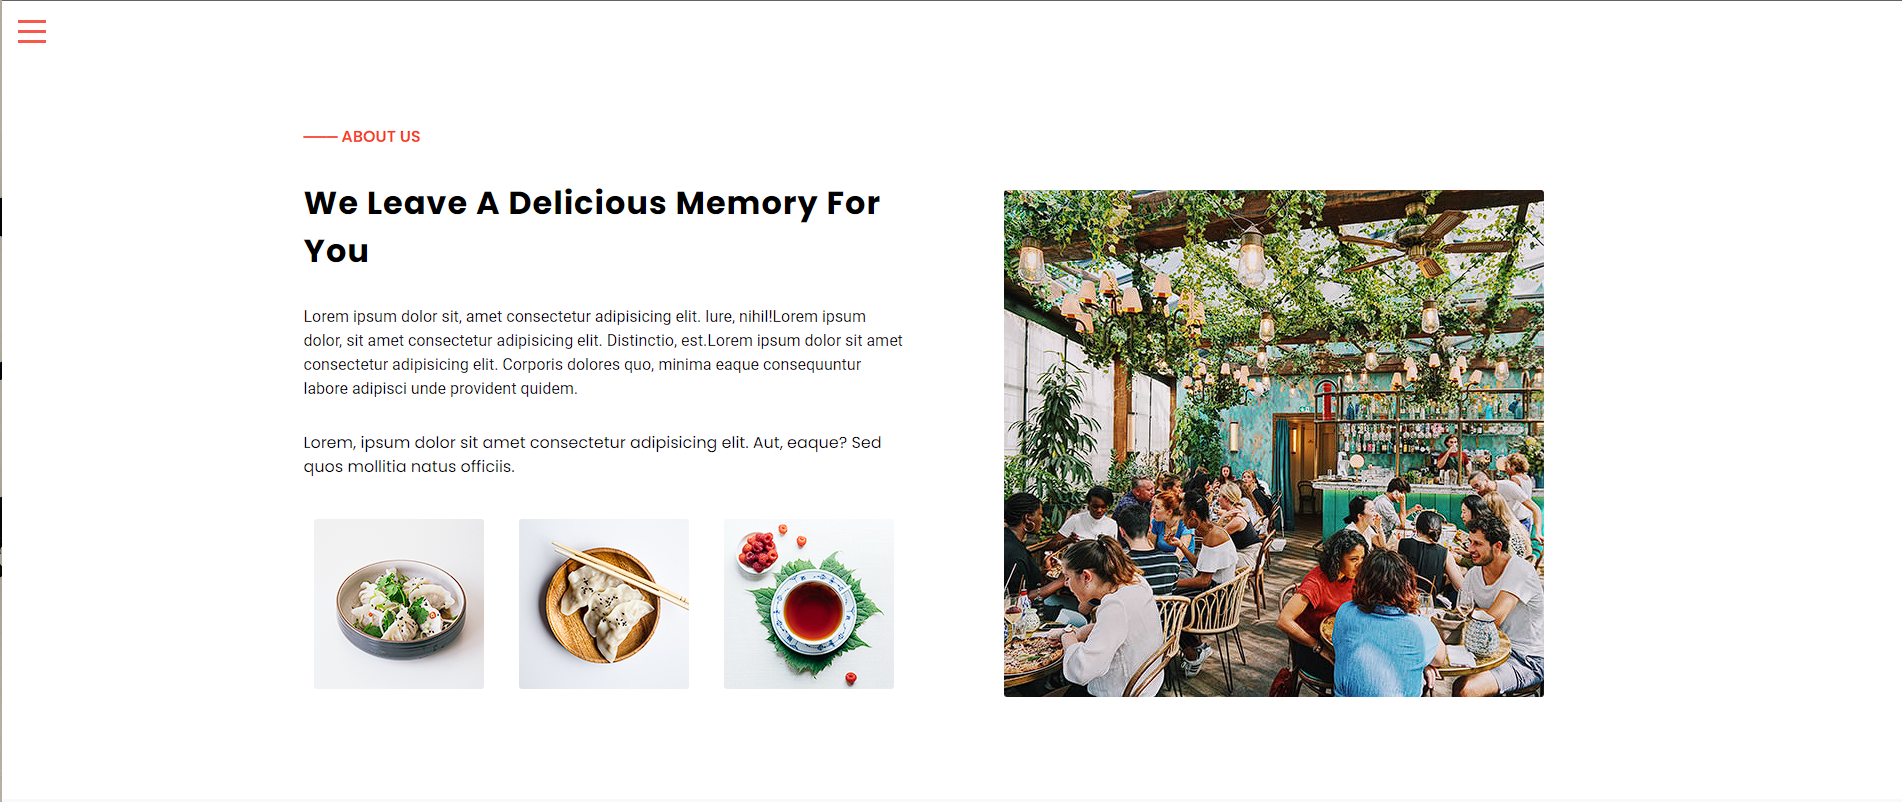 ABOUT US
We Leave A Delicious Memory For
You
Lorem ipsum dolor sit, amet consectetur adipisicing elit. Iure, nihil!Lorem ipsum
dolor, sit amet consectetur adipisicing elit. Distinctio, est.Lorem ipsum dolor sit amet
consectetur adipisicing elit. Corporis dolores quo, minima eaque consequuntur
labore adipisci unde provident quidem.
Lorem, ipsum dolor sit amet consectetur adipisicing elit. Aut, eaque? Sed
quos mollitia natus officiis.